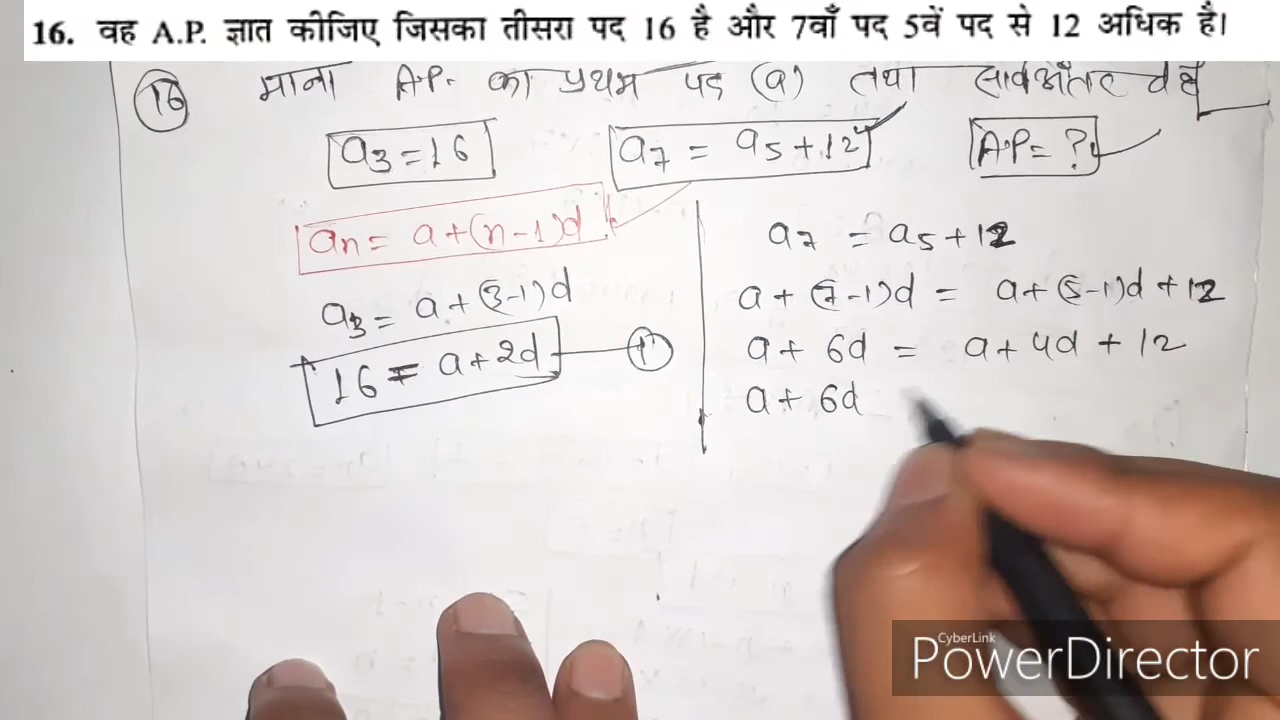 16. वह A.P. ज्ञात कीजिए जिसका तीसरा पद 16 है और 7वाँ पद 5वें पद से 12 अधिक है।
(16) माना A.P. का प्रथम पद (a) तथा सार्वअंतर d है
a₃ = 16 a₇ = a₅ + 12 A.P = ?
aₙ = a + (n-1)d
a₃ = a + (3-1)d
16 = a + 2d — (1)
a₇ = a₅ + 12
a + (7-1)d = a + (5-1)d + 12
a + 6d = a + 4d + 12
a + 6d
CyberLink
PowerDirector